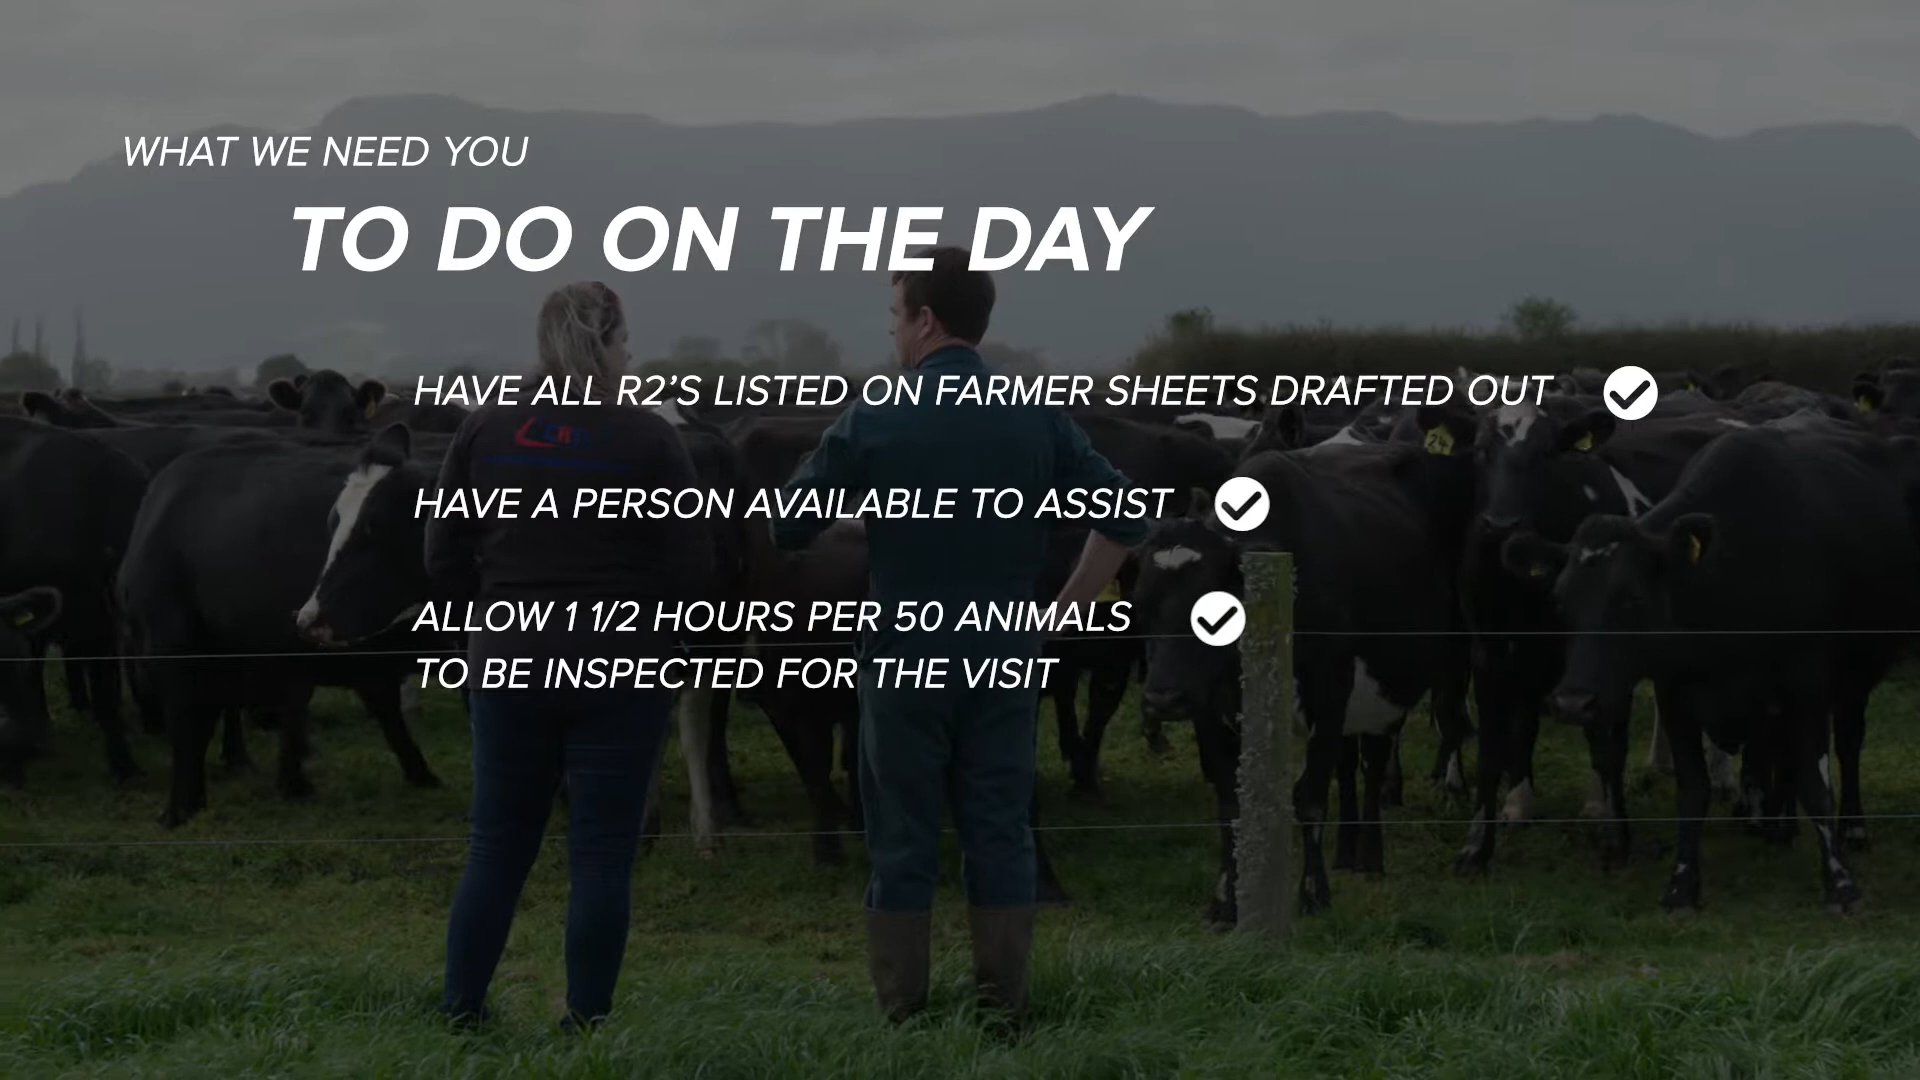 WHAT WE NEED YOU
TO DO ON THE DAY
HAVE ALL R2’S LISTED ON FARMER SHEETS DRAFTED OUT
HAVE A PERSON AVAILABLE TO ASSIST
ALLOW 1 1/2 HOURS PER 50 ANIMALS
TO BE INSPECTED FOR THE VISIT
24